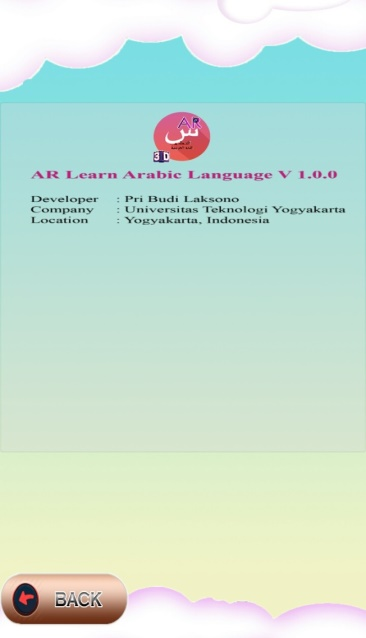 AR
س
3D
AR Learn Arabic Language V 1.0.0
Developer : Pri Budi Laksono
Company : Universitas Teknologi Yogyakarta
Location : Yogyakarta, Indonesia
BACK